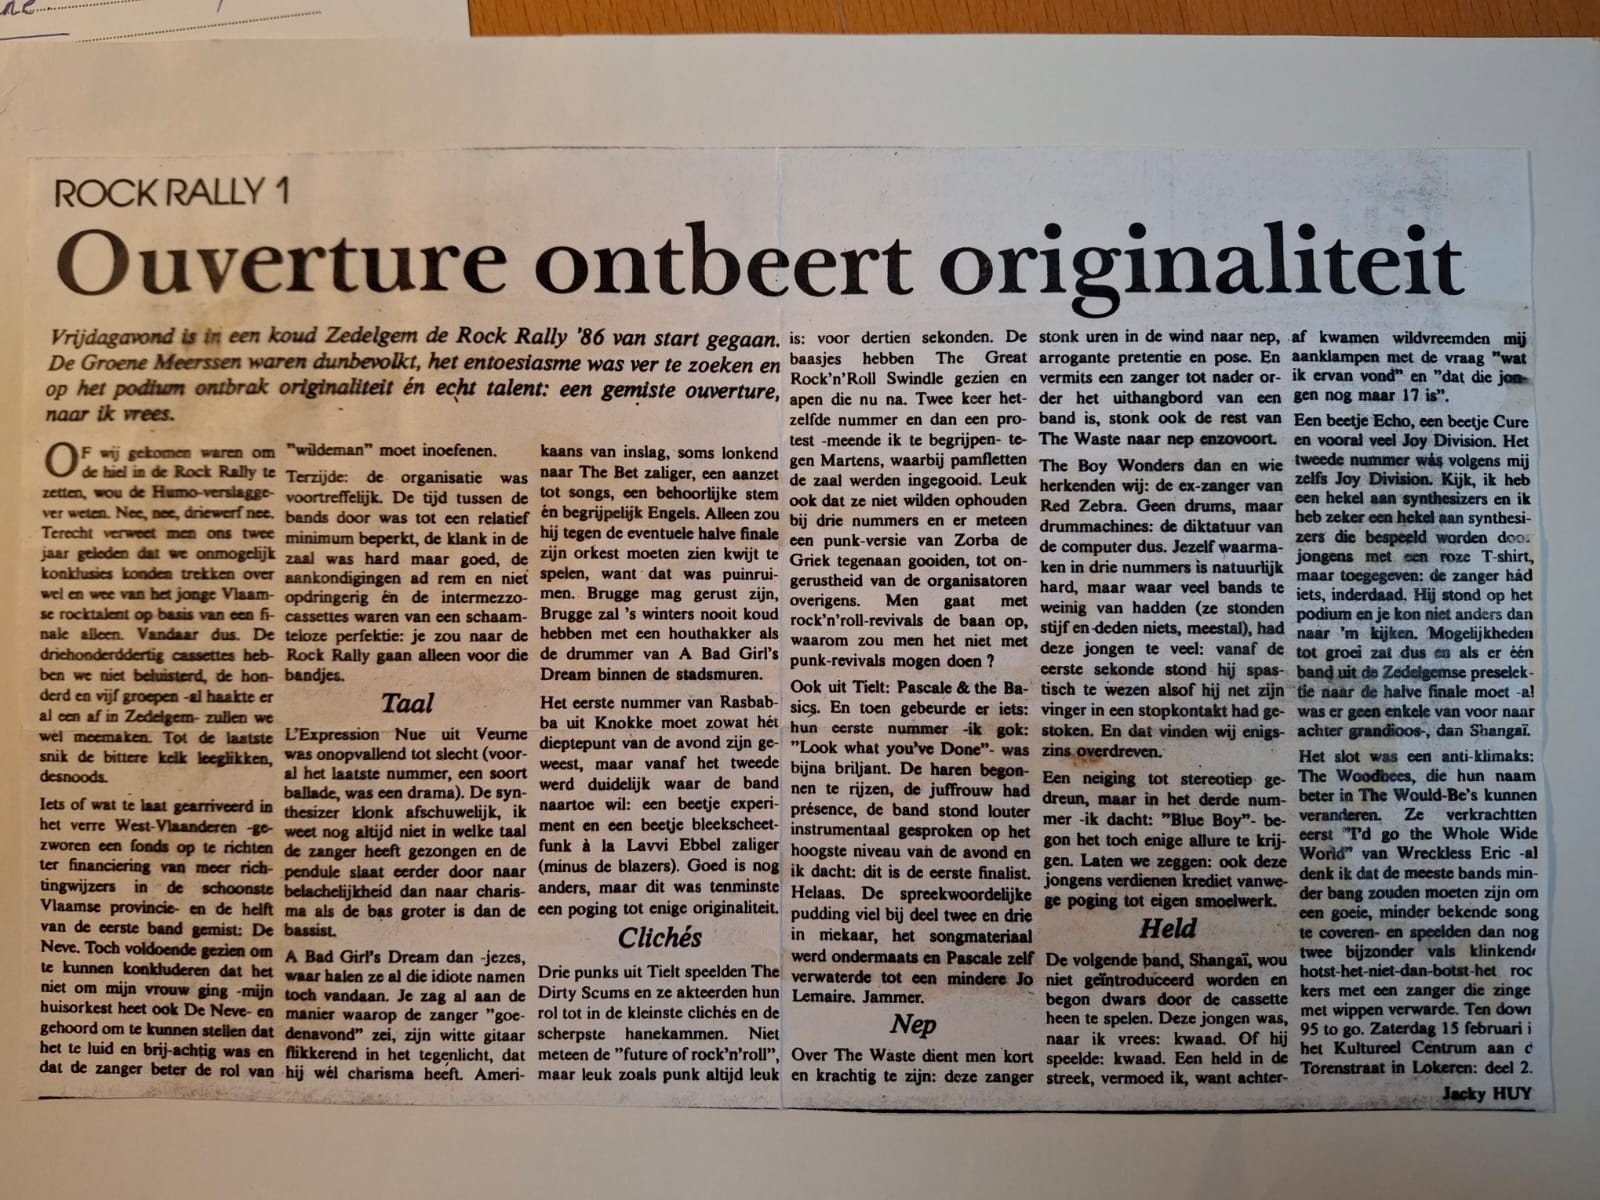 ROCK RALLY 1
Ouverture ontbeert originaliteit
Vrijdagavond is in een koud Zedelgem de Rock Rally '86 van start gegaan.
De Groene Meerssen waren dunbevolkt, het entoesiasme was ver te zoeken en
op het podium ontbrak originaliteit én echt talent: een gemiste ouverture,
naar ik vrees.
OF wij gekomen waren om
de hiel in de Rock Rally te
zetten, wou de Humo-verslagge-
ver weten. Nee, nee, driewerf nee.
Terecht verweet men ons twee
jaar geleden dat we onmogelijk
konklusies konden trekken over
wel en wee van het jonge Vlaam-
se rocktalent op basis van een fi-
nale alleen. Vandaar dus. De
driehonderddertig cassettes heb-
ben we niet beluisterd, de hon-
derd en vijf groepen -al haakte er
al een af in Zedelgem- zullen we
wel meemaken. Tot de laatste
snik de bittere kelk leeglikken,
desnoods.
Iets of wat te laat gearriveerd in
het verre West-Vlaanderen -ge-
zworen een fonds op te richten
ter financiering van meer rich-
tingwijzers in de schoonste
Vlaamse provincie- en de helft
van de eerste band gemist: De
Neve. Toch voldoende gezien om
te kunnen konkluderen dat het
niet om mijn vrouw ging -mijn
huisorkest heet ook De Neve- en
gehoord om te kunnen stellen dat
het te luid en brij-achtig was en
dat de zanger beter de rol van
"wildeman" moet inoefenen.
Terzijde: de organisatie was
voortreffelijk. De tijd tussen de
bands door was tot een relatief
minimum beperkt, de klank in de
zaal was hard maar goed, de
aankondigingen ad rem en niet
opdringerig én de intermezzo-
cassettes waren van een schaam-
teloze perfektie: je zou naar de
Rock Rally gaan alleen voor die
bandjes.
Taal
L'Expression Nue uit Veurne
was onopvallend tot slecht (voor-
al het laatste nummer, een soort
ballade, was een drama). De syn-
thesizer klonk afschuwelijk, ik
weet nog altijd niet in welke taal
de zanger heeft gezongen en de
pendule slaat eerder door naar
belachelijkheid dan naar charis-
ma als de bas groter is dan de
bassist.
A Bad Girl's Dream dan -jezes,
waar halen ze al die idiote namen
toch vandaan. Je zag al aan de
manier waarop de zanger "goe-
denavond" zei, zijn witte gitaar
flikkerend in het tegenlicht, dat
hij wél charisma heeft. Ameri-
kaans van inslag, soms lonkend
naar The Bet zaliger, een aanzet
tot songs, een behoorlijke stem
én begrijpelijk Engels. Alleen zou
hij tegen de eventuele halve finale
zijn orkest moeten zien kwijt te
spelen, want dat was puinrui-
men. Brugge mag gerust zijn,
Brugge zal 's winters nooit koud
hebben met een houthakker als
de drummer van A Bad Girl's
Dream binnen de stadsmuren.
Het eerste nummer van Rasbab-
ba uit Knokke moet zowat hét
dieptepunt van de avond zijn ge-
weest, maar vanaf het tweede
werd duidelijk waar de band
naartoe wil: een beetje experi-
ment en een beetje bleekscheet-
funk à la Lavvi Ebbel zaliger
(minus de blazers). Goed is nog
anders, maar dit was tenminste
een poging tot enige originaliteit.
Clichés
Drie punks uit Tielt speelden The
Dirty Scums en ze akteerden hun
rol tot in de kleinste clichés en de
scherpste hanekammen. Niet
meteen de "future of rock'n'roll",
maar leuk zoals punk altijd leuk
is: voor dertien sekonden. De
baasjes hebben The Great
Rock'n'Roll Swindle gezien en
apen die nu na. Twee keer het-
zelfde nummer en dan een pro-
test -meende ik te begrijpen- te-
gen Martens, waarbij pamfletten
de zaal werden ingegooid. Leuk
ook dat ze niet wilden ophouden
bij drie nummers en er meteen
een punk-versie van Zorba de
Griek tegenaan gooiden, tot on-
gerustheid van de organisatoren
overigens. Men gaat met
rock'n'roll-revivals de baan op,
waarom zou men het niet met
punk-revivals mogen doen ?
Ook uit Tielt: Pascale & the Ba-
sics. En toen gebeurde er iets:
hun eerste nummer -ik gok:
"Look what you've Done"- was
bijna briljant. De haren begon-
nen te rijzen, de juffrouw had
présence, de band stond louter
instrumentaal gesproken op het
hoogste niveau van de avond en
ik dacht: dit is de eerste finalist.
Helaas. De spreekwoordelijke
pudding viel bij deel twee en drie
in mekaar, het songmateriaal
werd ondermaats en Pascale zelf
verwaterde tot een mindere Jo
Lemaire. Jammer.
Nep
Over The Waste dient men kort
en krachtig te zijn: deze zanger
stonk uren in de wind naar nep,
arrogante pretentie en pose. En
vermits een zanger tot nader or-
der het uithangbord van een
band is, stonk ook de rest van
The Waste naar nep enzovoort.
The Boy Wonders dan en wie
herkenden wij: de ex-zanger van
Red Zebra. Geen drums, maar
drummachines: de diktatuur van
de computer dus. Jezelf waarma-
ken in drie nummers is natuurlijk
hard, maar waar veel bands te
weinig van hadden (ze stonden
stijf en deden niets, meestal), had
deze jongen te veel: vanaf de
eerste sekonde stond hij spas-
tisch te wezen alsof hij net zijn
vinger in een stopkontakt had ge-
stoken. En dat vinden wij enigs-
zins overdreven.
Een neiging tot stereotiep ge-
dreun, maar in het derde num-
mer -ik dacht: "Blue Boy"- be-
gon het toch enige allure te krij-
gen. Laten we zeggen: ook deze
jongens verdienen krediet vanwe-
ge poging tot eigen smoelwerk.
Held
De volgende band, Shangaï, wou
niet geïntroduceerd worden en
begon dwars door de cassette
heen te spelen. Deze jongen was,
naar ik vrees: kwaad. Of hij
speelde: kwaad. Een held in de
streek, vermoed ik, want achter-
af kwamen wildvreemden mij
aanklampen met de vraag "wat
ik ervan vond" en "dat die jon-
gen nog maar 17 is".
Een beetje Echo, een beetje Cure
en vooral veel Joy Division. Het
tweede nummer wás volgens mij
zelfs Joy Division. Kijk, ik heb
een hekel aan synthesizers en ik
heb zeker een hekel aan synthesi-
zers die bespeeld worden doo.
jongens met een roze T-shirt,
maar toegegeven: de zanger hád
iets, inderdaad. Hij stond op het
podium en je kon niet anders dan
naar 'm kijken. Mogelijkheden
tot groei zat dus en als er één
band uit de Zedelgemse preselek-
tie naar de halve finale moet -al
was er geen enkele van voor naar
achter grandioos-, dan Shangaï.
Het slot was een anti-klimaks:
The Woodbees, die hun naam
beter in The Would-Be's kunnen
veranderen. Ze verkrachtten
eerst "I'd go the Whole Wide
World" van Wreckless Eric -al
denk ik dat de meeste bands min-
der bang zouden moeten zijn om
een goeie, minder bekende song
te coveren- en speelden dan nog
twee bijzonder vals klinkend
hotst-het-niet-dan-botst-het roc
kers met een zanger die zinge
met wippen verwarde. Ten down
95 to go. Zaterdag 15 februari i
het Kultureel Centrum aan d
Torenstraat in Lokeren: deel 2.
Jacky HUY